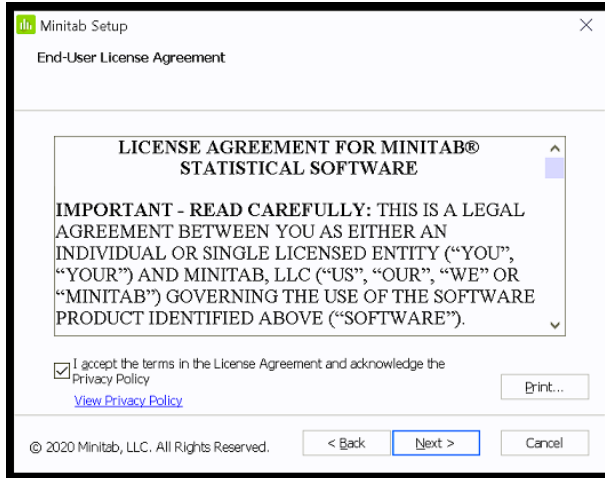 Minitab Setup
End-User License Agreement
LICENSE AGREEMENT FOR MINITAB®
STATISTICAL SOFTWARE
IMPORTANT - READ CAREFULLY: THIS IS A LEGAL
AGREEMENT BETWEEN YOU AS EITHER AN
INDIVIDUAL OR SINGLE LICENSED ENTITY (“YOU”,
“YOUR”) AND MINITAB, LLC (“US”, “OUR”, “WE” OR
“MINITAB”) GOVERNING THE USE OF THE SOFTWARE
PRODUCT IDENTIFIED ABOVE (“SOFTWARE”).
I accept the terms in the License Agreement and acknowledge the
Privacy Policy
View Privacy Policy
Print...
© 2020 Minitab, LLC. All Rights Reserved.
< Back
Next >
Cancel